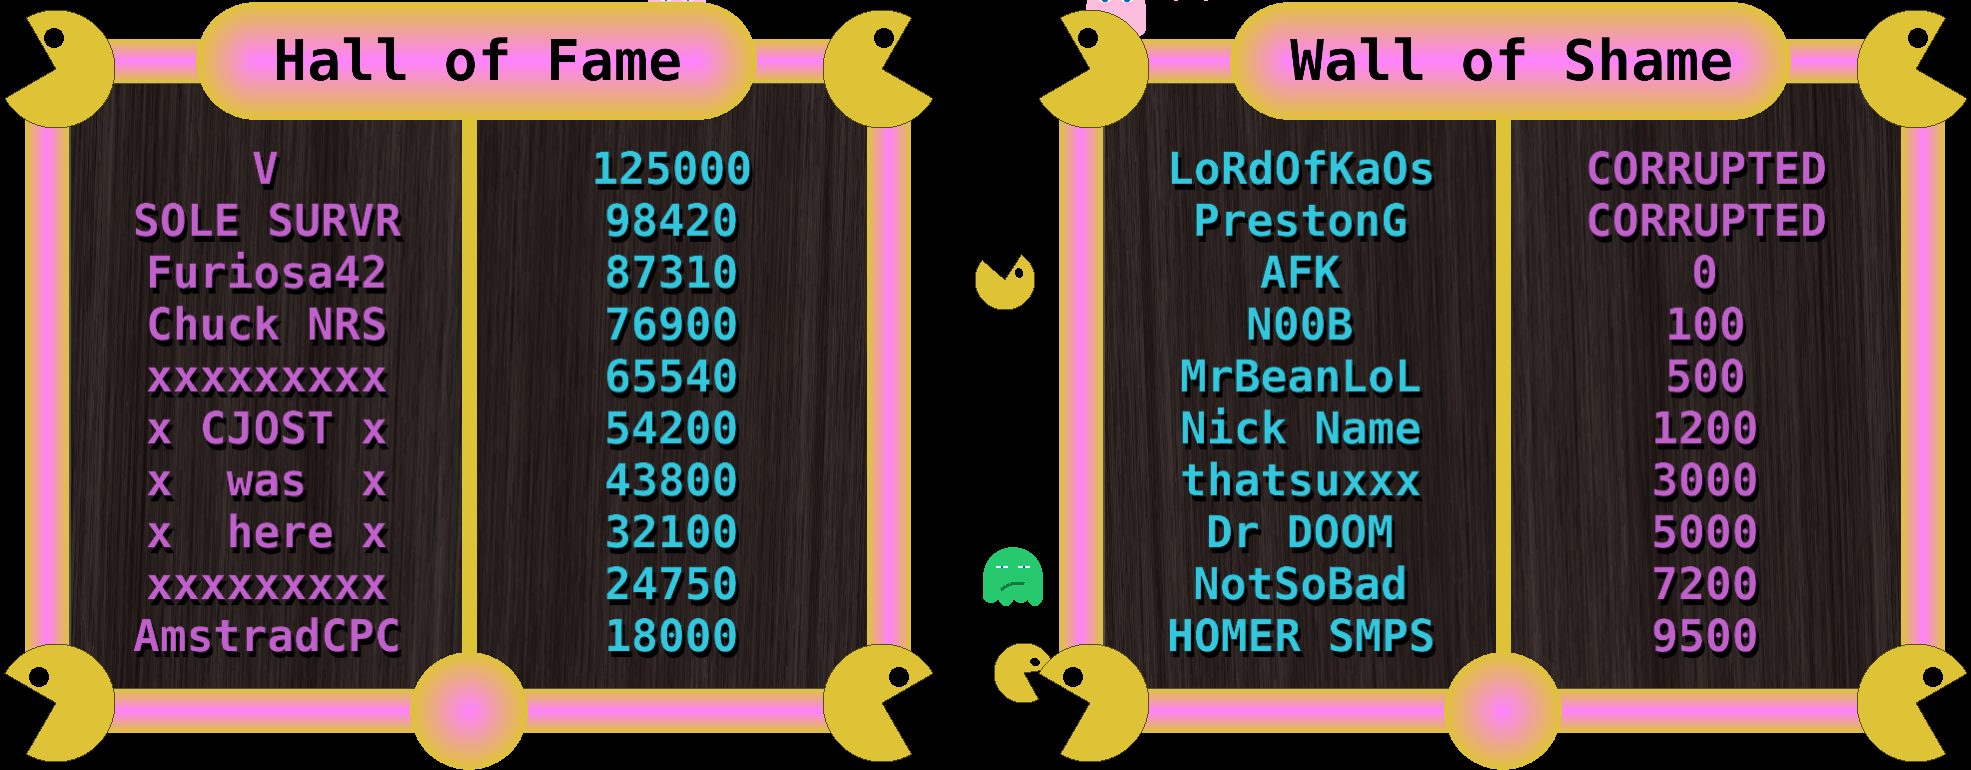 Hall of Fame
V 125000
SOLE SURVR 98420
Furiosa42 87310
Chuck NRS 76900
xxxxxxxxx 65540
x CJOST x 54200
x  was  x 43800
x  here x 32100
xxxxxxxxx 24750
AmstradCPC 18000
Wall of Shame
LoRdOfKaOs CORRUPTED
PrestonG CORRUPTED
AFK 0
N00B 100
MrBeanLoL 500
Nick Name 1200
thatsuxxx 3000
Dr DOOM 5000
NotSoBad 7200
HOMER SMPS 9500